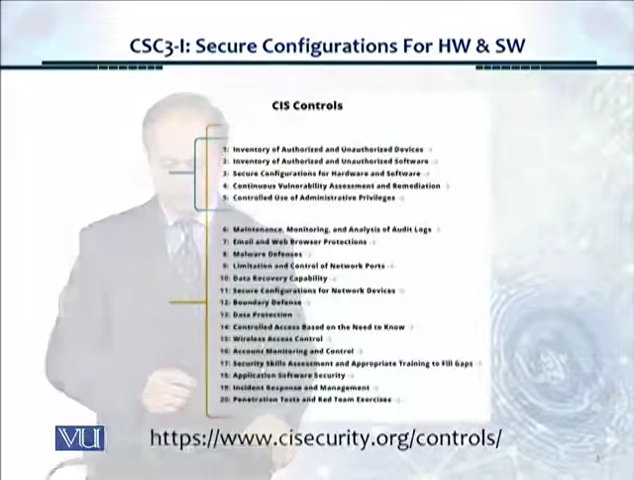 CSC3-I: Secure Configurations For HW & SW
CIS Controls
1: Inventory of Authorized and Unauthorized Devices
2: Inventory of Authorized and Unauthorized Software
3: Secure Configurations for Hardware and Software
4: Continuous Vulnerability Assessment and Remediation
5: Controlled Use of Administrative Privileges
6: Maintenance, Monitoring, and Analysis of Audit Logs
7: Email and Web Browser Protections
8: Malware Defenses
9: Limitation and Control of Network Ports
10: Data Recovery Capability
11: Secure Configurations for Network Devices
12: Boundary Defense
13: Data Protection
14: Controlled Access Based on the Need to Know
15: Wireless Access Control
16: Account Monitoring and Control
17: Security Skills Assessment and Appropriate Training to Fill Gaps
18: Application Software Security
19: Incident Response and Management
20: Penetration Tests and Red Team Exercises
VU
https://www.cisecurity.org/controls/